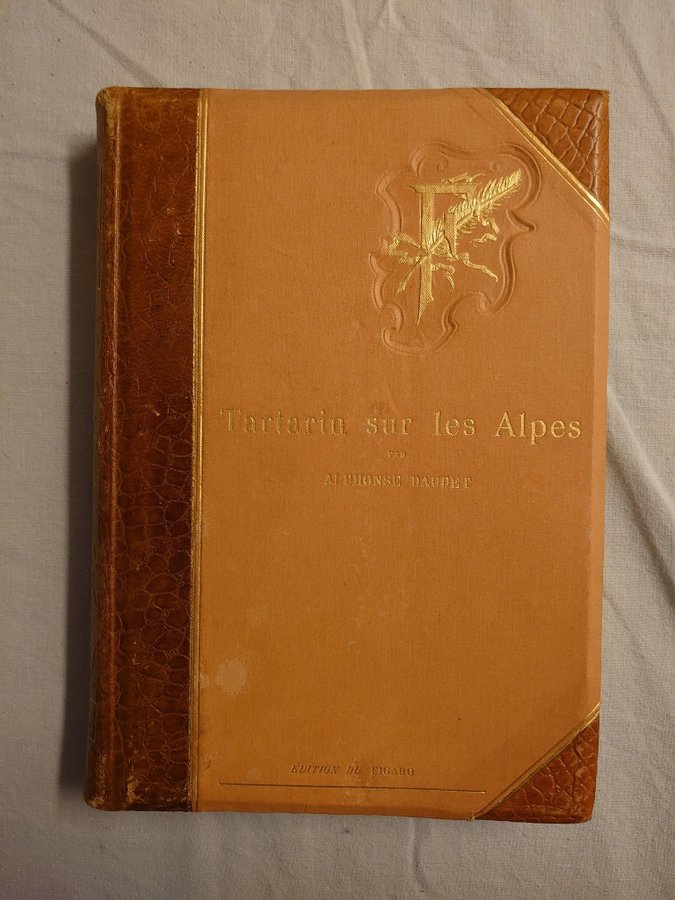 F
Tartarin sur les Alpes
PAR
ALPHONSE DAUDET
ÉDITION DU FIGARO